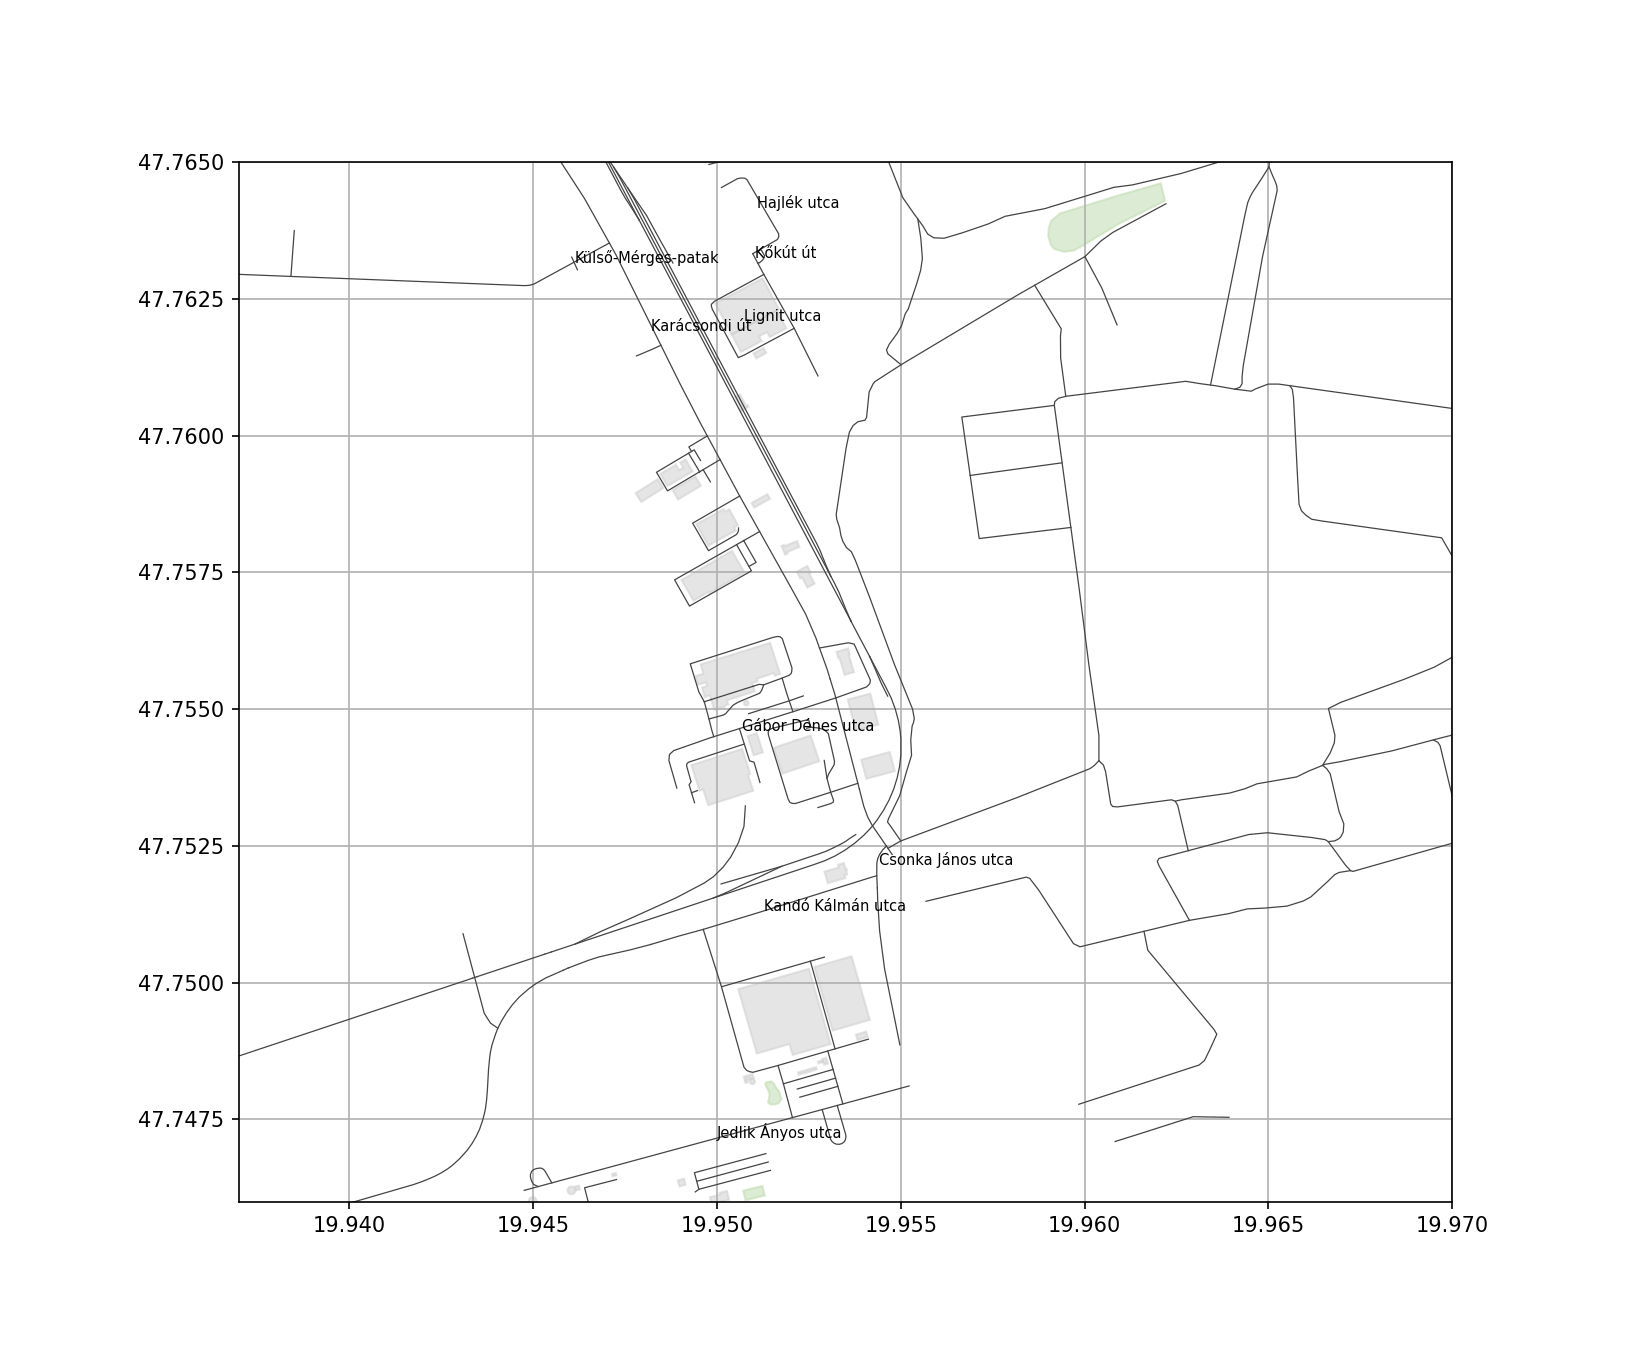 47.7650
Hajlék utca
Kőkút út
Külső-Mérges-patak
47.7625
Lignit utca
Karácsondi út
47.7600
47.7575
47.7550
Gábor Dénes utca
47.7525
Csonka János utca
Kandó Kálmán utca
47.7500
47.7475
Jedlik Ányos utca
19.940 19.945 19.950 19.955 19.960 19.965 19.970